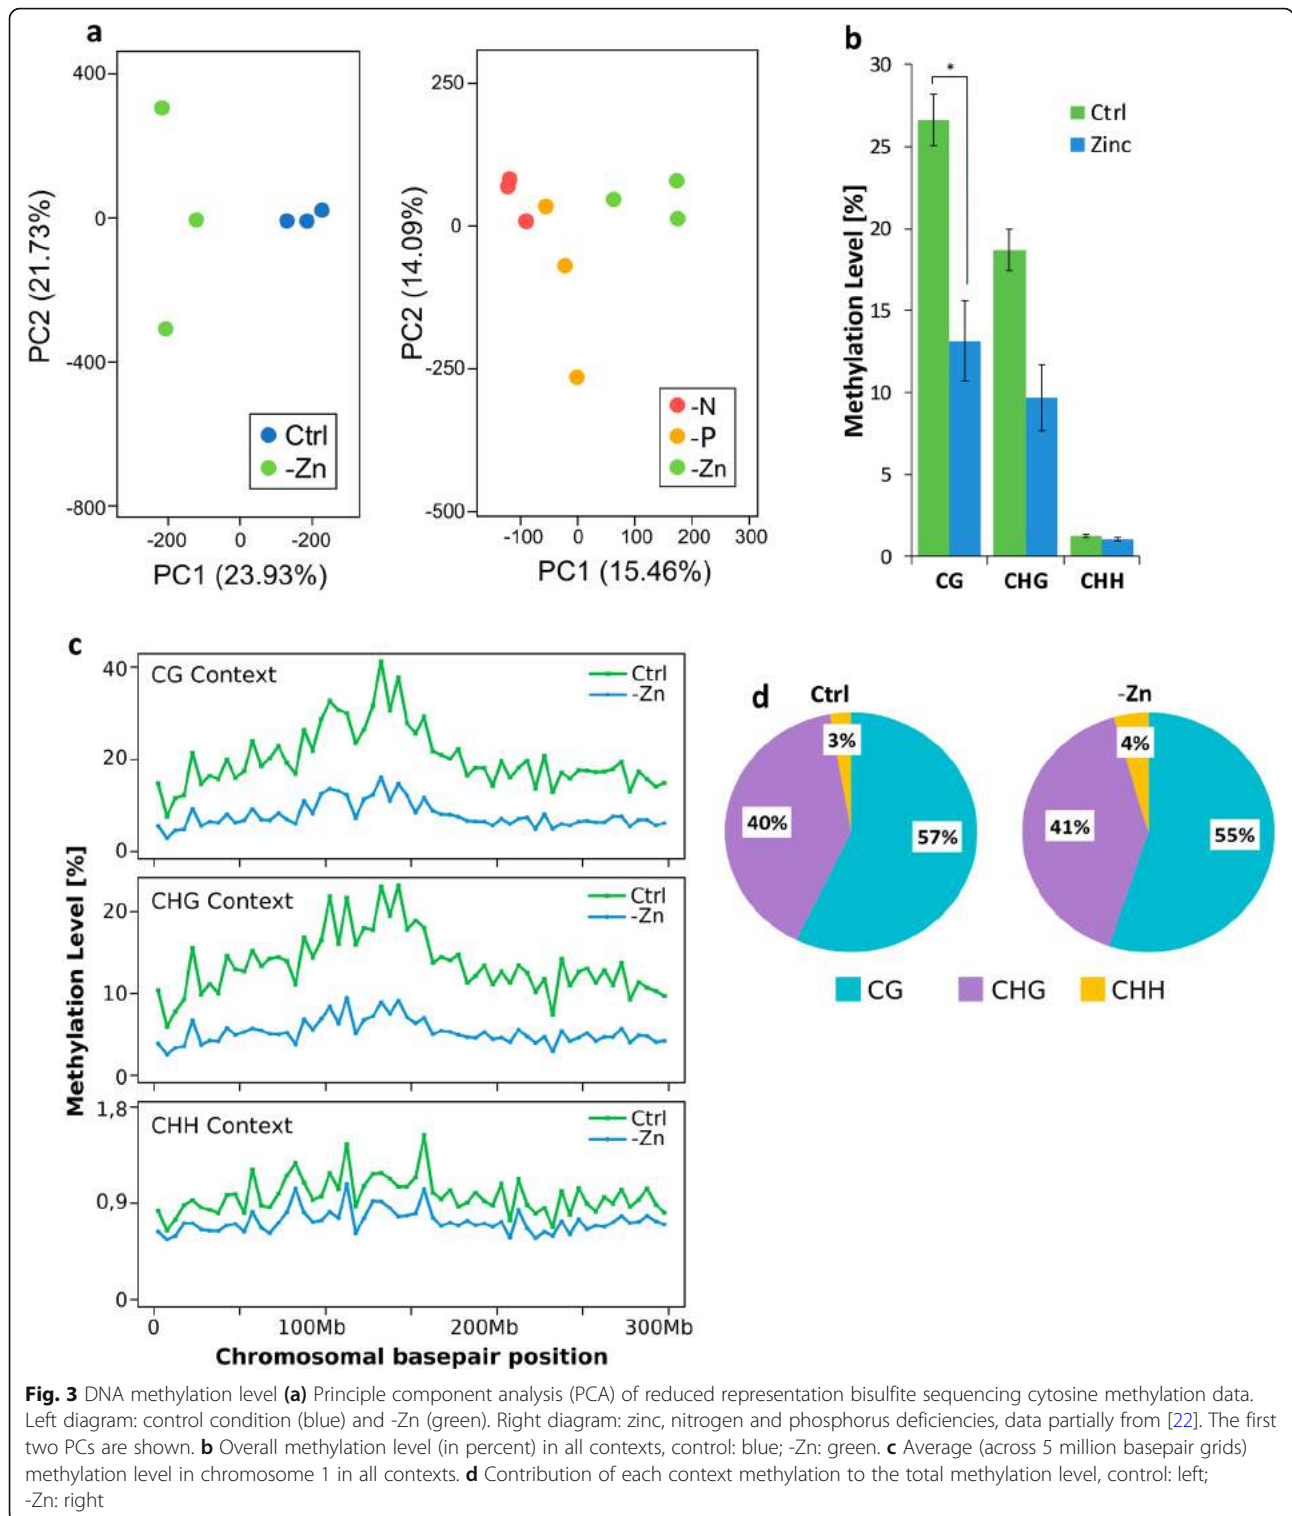 a
400
0
-400
-800
PC2 (21.73%)
-200 0 -200
PC1 (23.93%)
Ctrl
-Zn
250
0
-250
-500
PC2 (14.09%)
-100 0 100 200 300
PC1 (15.46%)
-N
-P
-Zn
b
30
25
20
15
10
5
0
Methylation Level [%]
*
Ctrl
Zinc
CG CHG CHH
c
Methylation Level [%]
40
20
0
CG Context
Ctrl
-Zn
20
10
0
CHG Context
Ctrl
-Zn
1,8
0,9
0
CHH Context
Ctrl
-Zn
0 100Mb 200Mb 300Mb
Chromosomal basepair position
d
Ctrl
3%
40%
57%
-Zn
4%
41%
55%
CG CHG CHH
Fig. 3 DNA methylation level (a) Principle component analysis (PCA) of reduced representation bisulfite sequencing cytosine methylation data.
Left diagram: control condition (blue) and -Zn (green). Right diagram: zinc, nitrogen and phosphorus deficiencies, data partially from [22]. The first
two PCs are shown. b Overall methylation level (in percent) in all contexts, control: blue; -Zn: green. c Average (across 5 million basepair grids)
methylation level in chromosome 1 in all contexts. d Contribution of each context methylation to the total methylation level, control: left;
-Zn: right